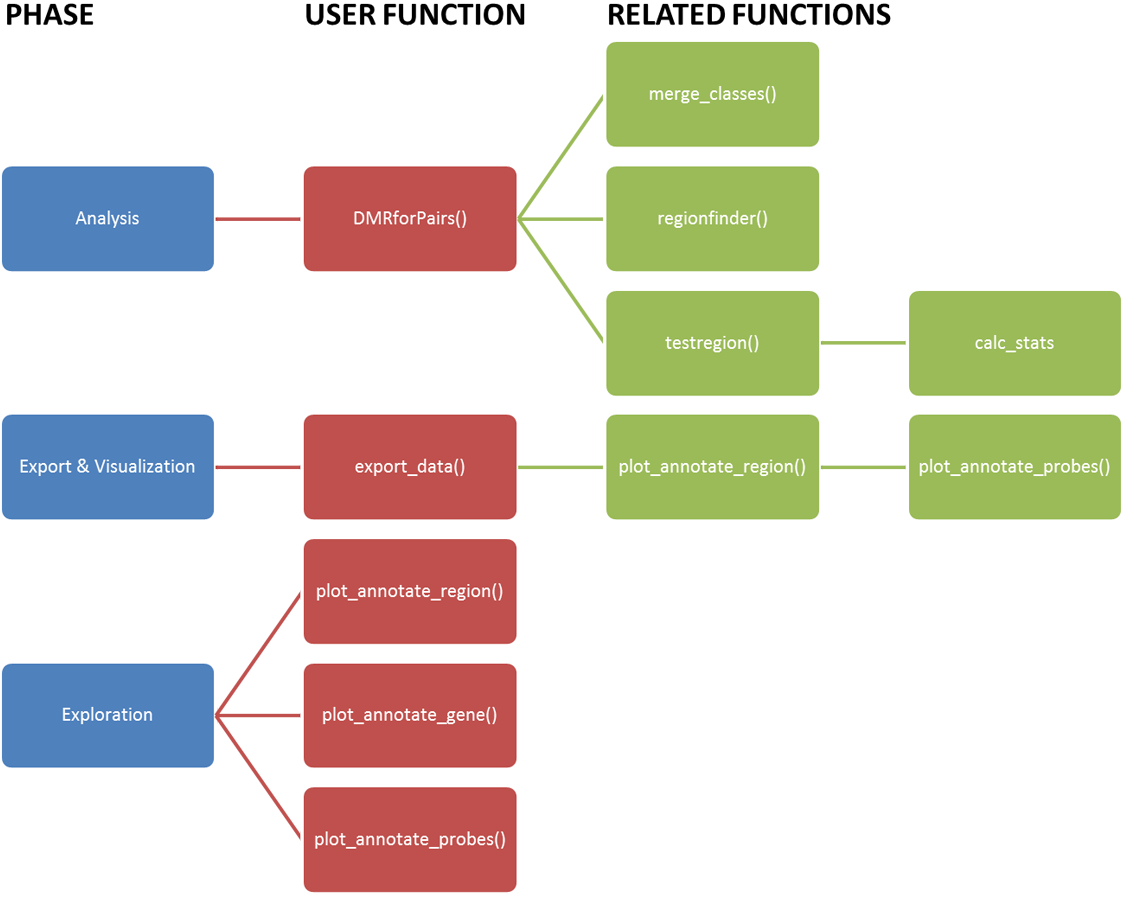 PHASE
USER FUNCTION
RELATED FUNCTIONS
merge_classes()
Analysis
DMRforPairs()
regionfinder()
testregion()
calc_stats
Export & Visualization
export_data()
plot_annotate_region()
plot_annotate_probes()
plot_annotate_region()
Exploration
plot_annotate_gene()
plot_annotate_probes()